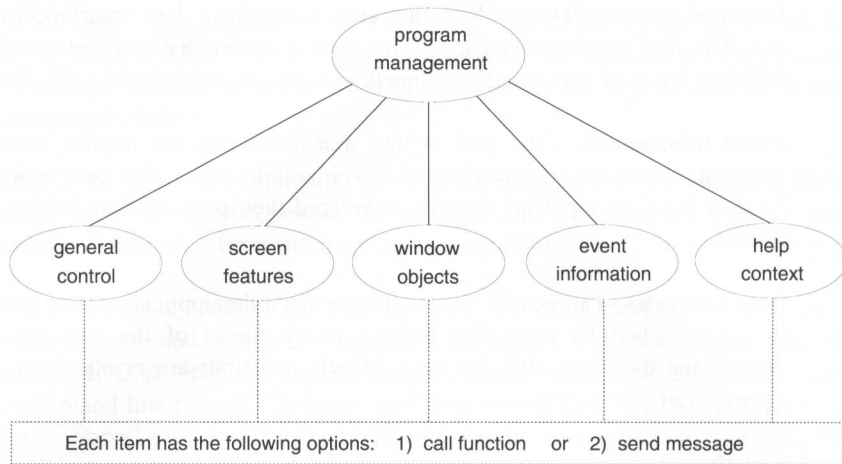 program
management
general
control
screen
features
window
objects
event
information
help
context
Each item has the following options: 1) call function or 2) send message